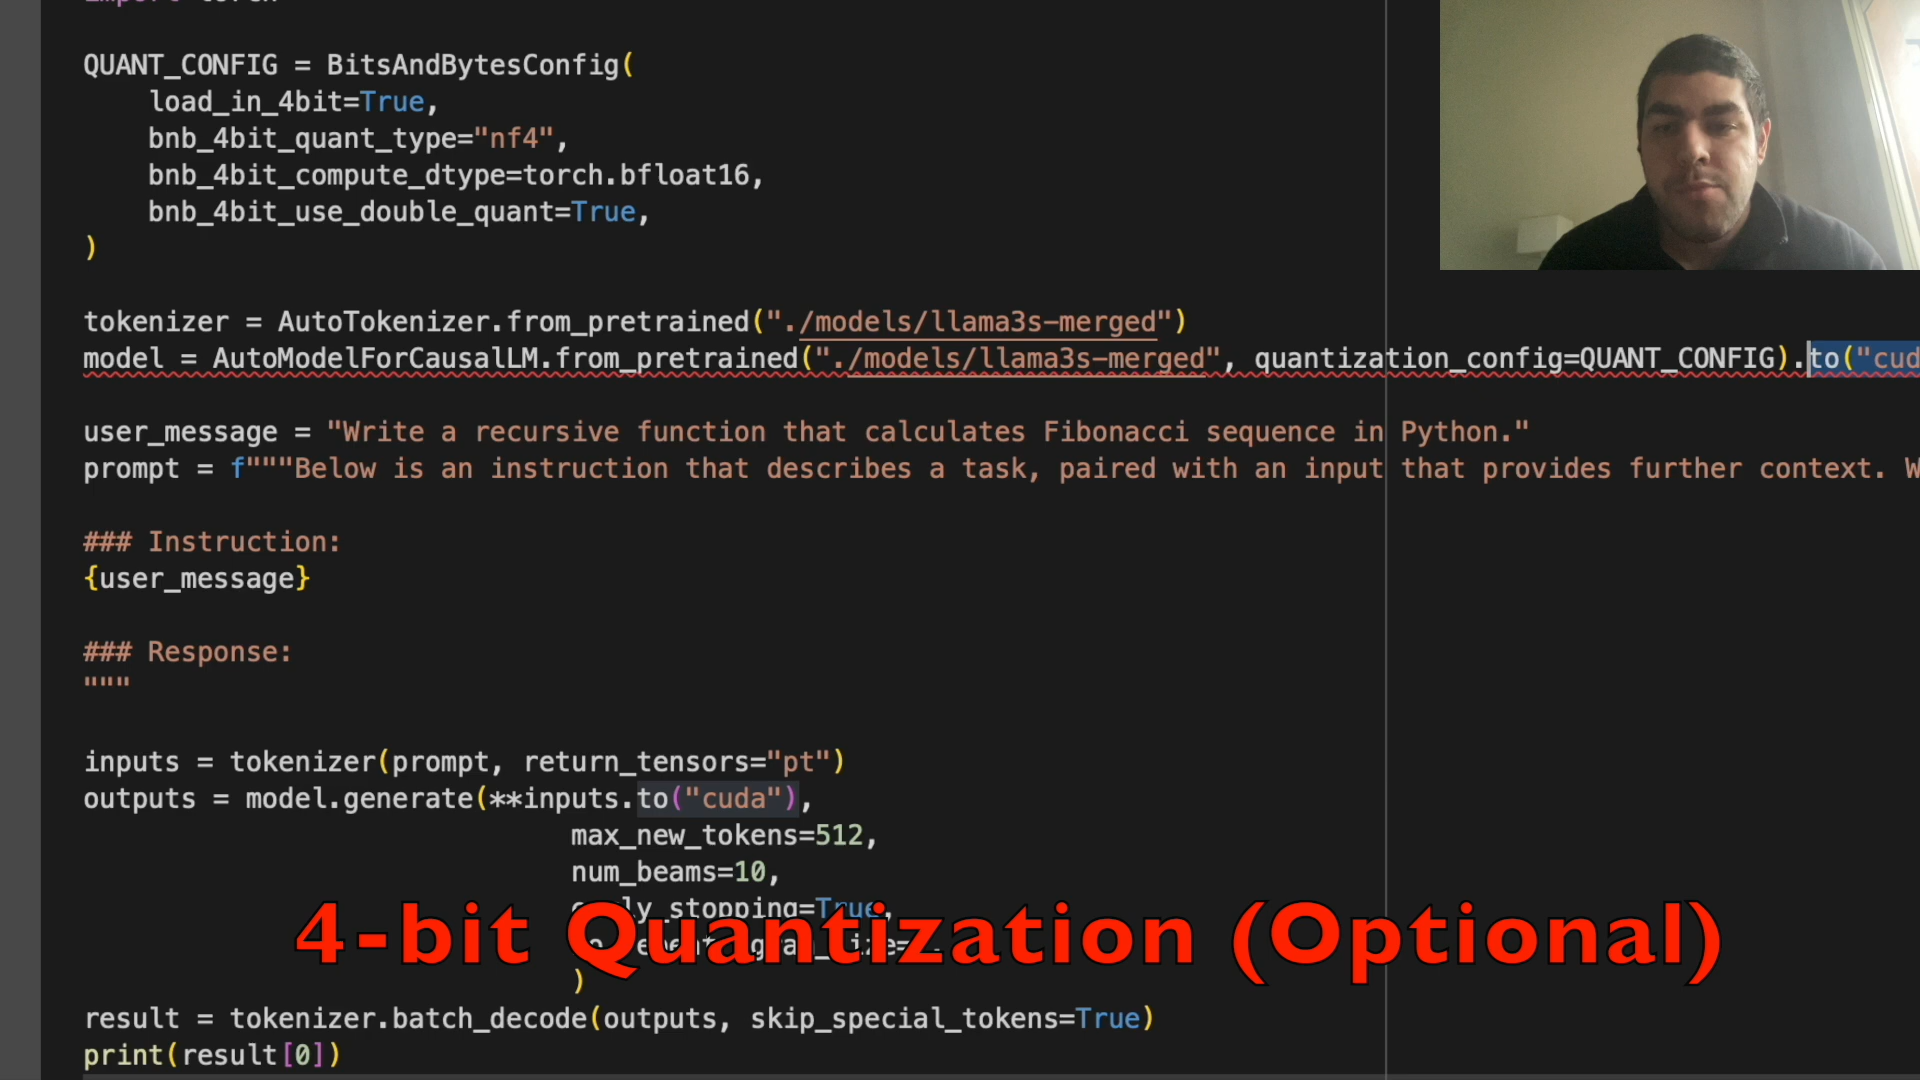 import torch
QUANT_CONFIG = BitsAndBytesConfig(
    load_in_4bit=True,
    bnb_4bit_quant_type="nf4",
    bnb_4bit_compute_dtype=torch.bfloat16,
    bnb_4bit_use_double_quant=True,
)
tokenizer = AutoTokenizer.from_pretrained("./models/llama3s-merged")
model = AutoModelForCausalLM.from_pretrained("./models/llama3s-merged", quantization_config=QUANT_CONFIG).to("cud
user_message = "Write a recursive function that calculates Fibonacci sequence in Python."
prompt = f"""Below is an instruction that describes a task, paired with an input that provides further context. W
### Instruction:
{user_message}
### Response:
"""
inputs = tokenizer(prompt, return_tensors="pt")
outputs = model.generate(**inputs.to("cuda"),
max_new_tokens=512,
num_beams=10,
early_stopping=True,
4-bit Quantization (Optional)
)
result = tokenizer.batch_decode(outputs, skip_special_tokens=True)
print(result[0])